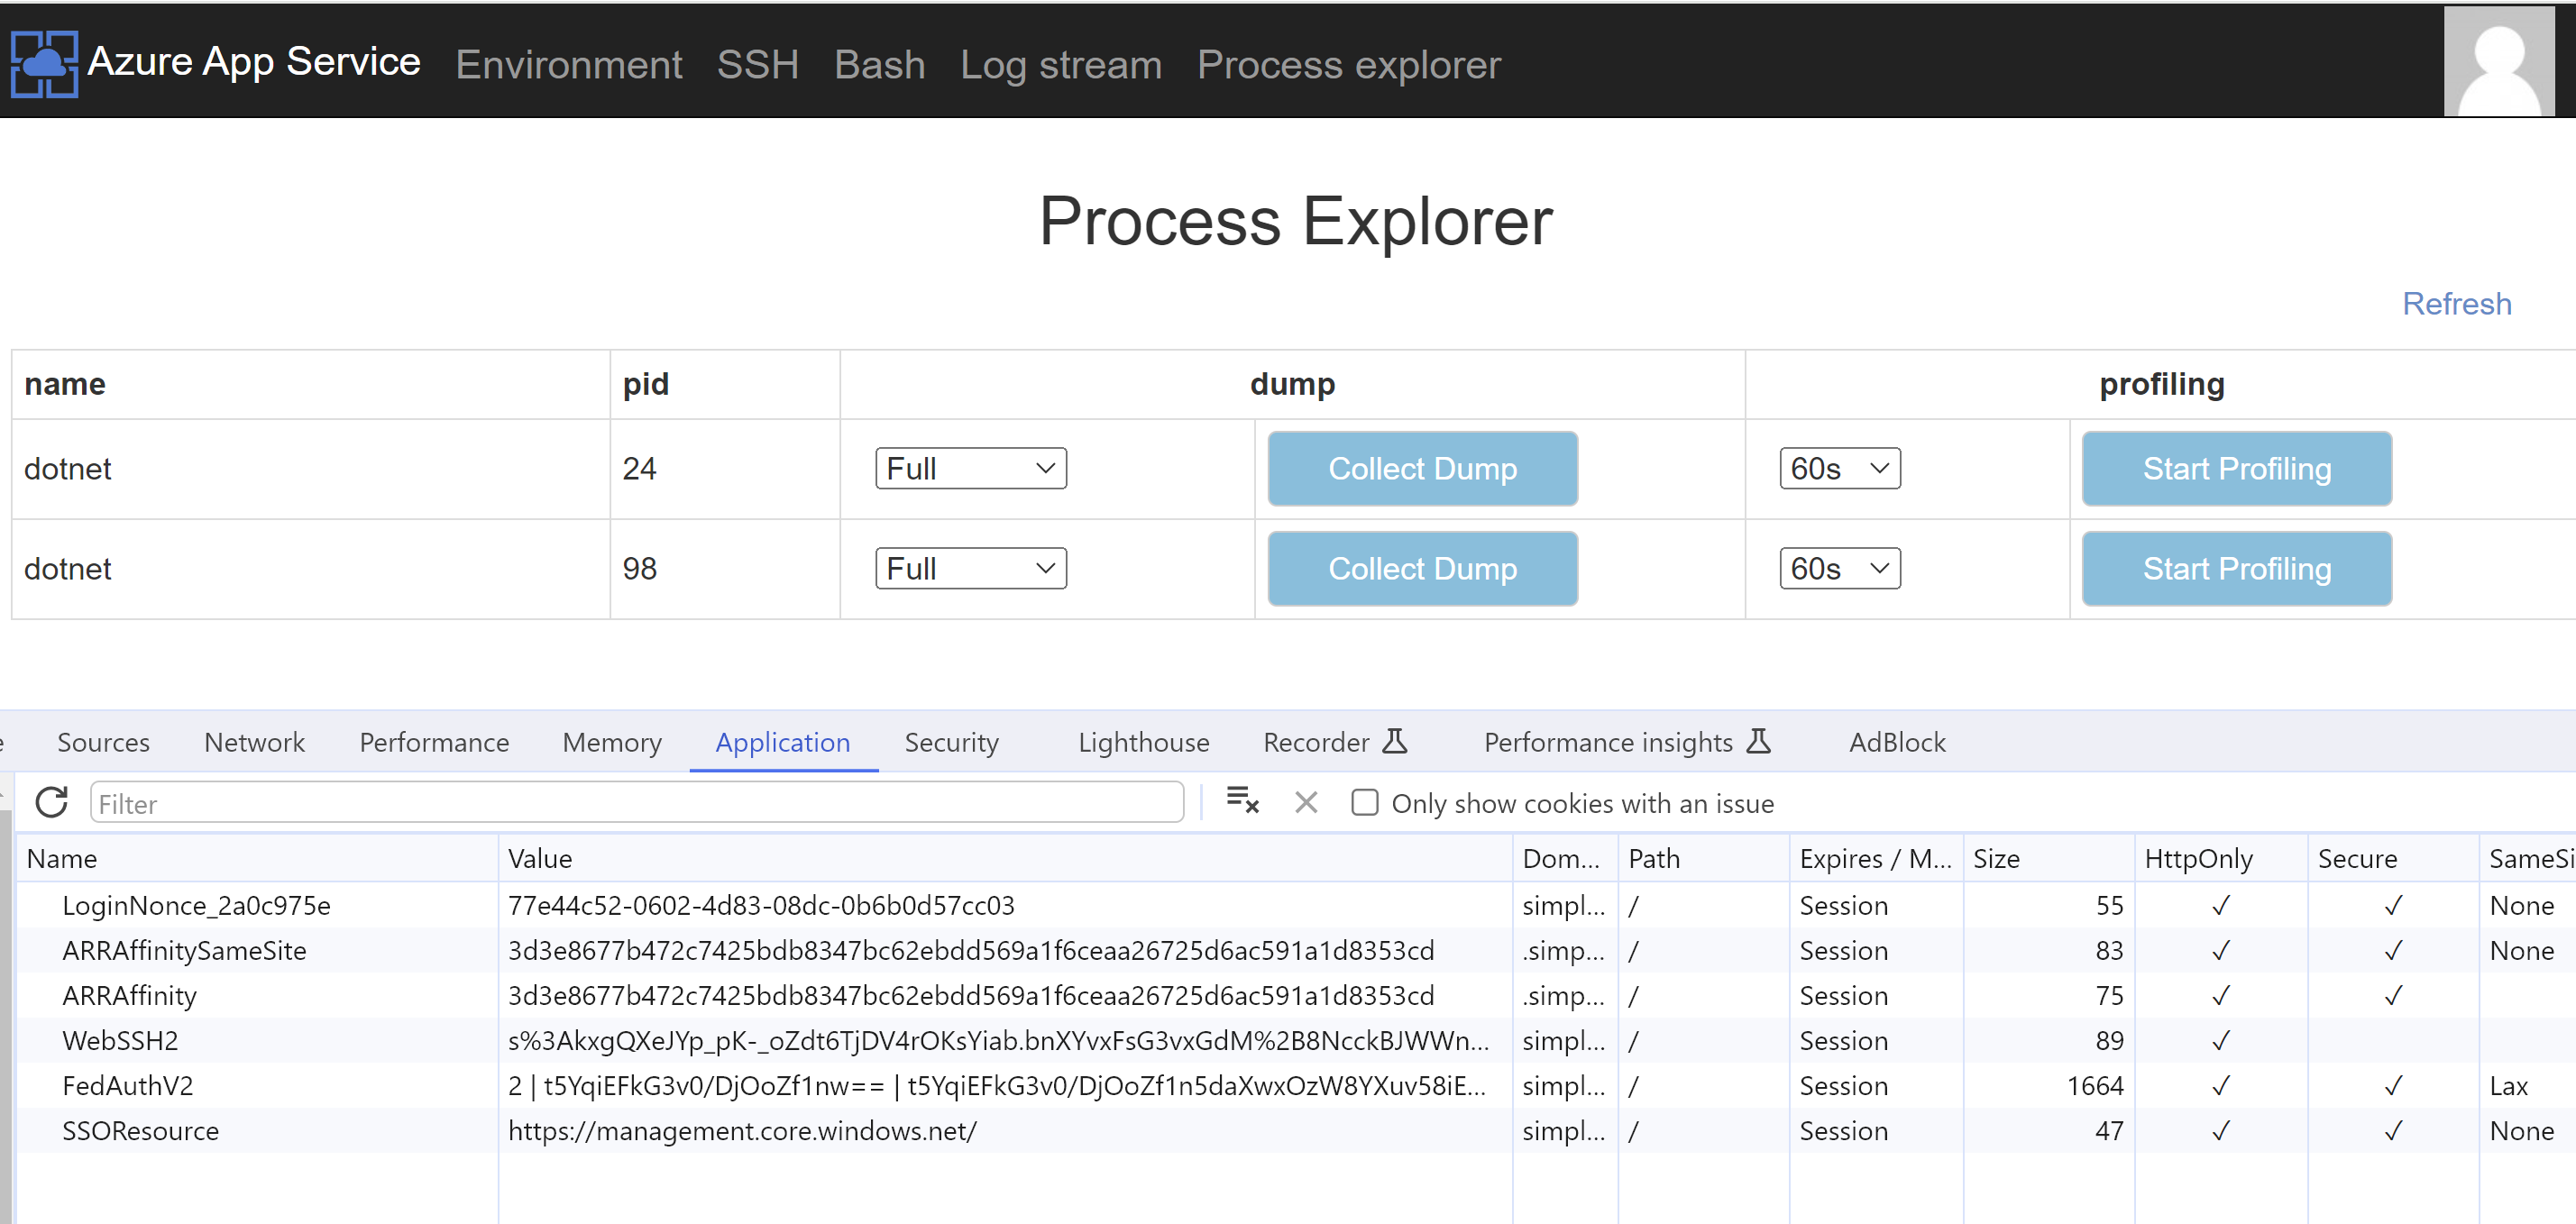 Azure App Service Environment SSH Bash Log stream Process explorer
Process Explorer
Refresh
name pid dump profiling
dotnet 24 Full Collect Dump 60s Start Profiling
dotnet 98 Full Collect Dump 60s Start Profiling
Sources Network Performance Memory Application Security Lighthouse Recorder Performance insights AdBlock
Filter Only show cookies with an issue
Name Value Dom... Path Expires / M... Size HttpOnly Secure SameSi
LoginNonce_2a0c975e 77e44c52-0602-4d83-08dc-0b6b0d57cc03 simpl... / Session 55 ✓ ✓ None
ARRAffinitySameSite 3d3e8677b472c7425bdb8347bc62ebdd569a1f6ceaa26725d6ac591a1d8353cd .simp... / Session 83 ✓ ✓ None
ARRAffinity 3d3e8677b472c7425bdb8347bc62ebdd569a1f6ceaa26725d6ac591a1d8353cd .simp... / Session 75 ✓ ✓
WebSSH2 s%3AkxgQXeJYp_pK-_oZdt6TjDV4rOKsYiab.bnXYvxFsG3vxGdM%2B8NcckBJWWn... simpl... / Session 89 ✓
FedAuthV2 2 | t5YqiEFkG3v0/DjOoZf1nw== | t5YqiEFkG3v0/DjOoZf1n5daXwxOzW8YXuv58iE... simpl... / Session 1664 ✓ ✓ Lax
SSOResource https://management.core.windows.net/ simpl... / Session 47 ✓ ✓ None